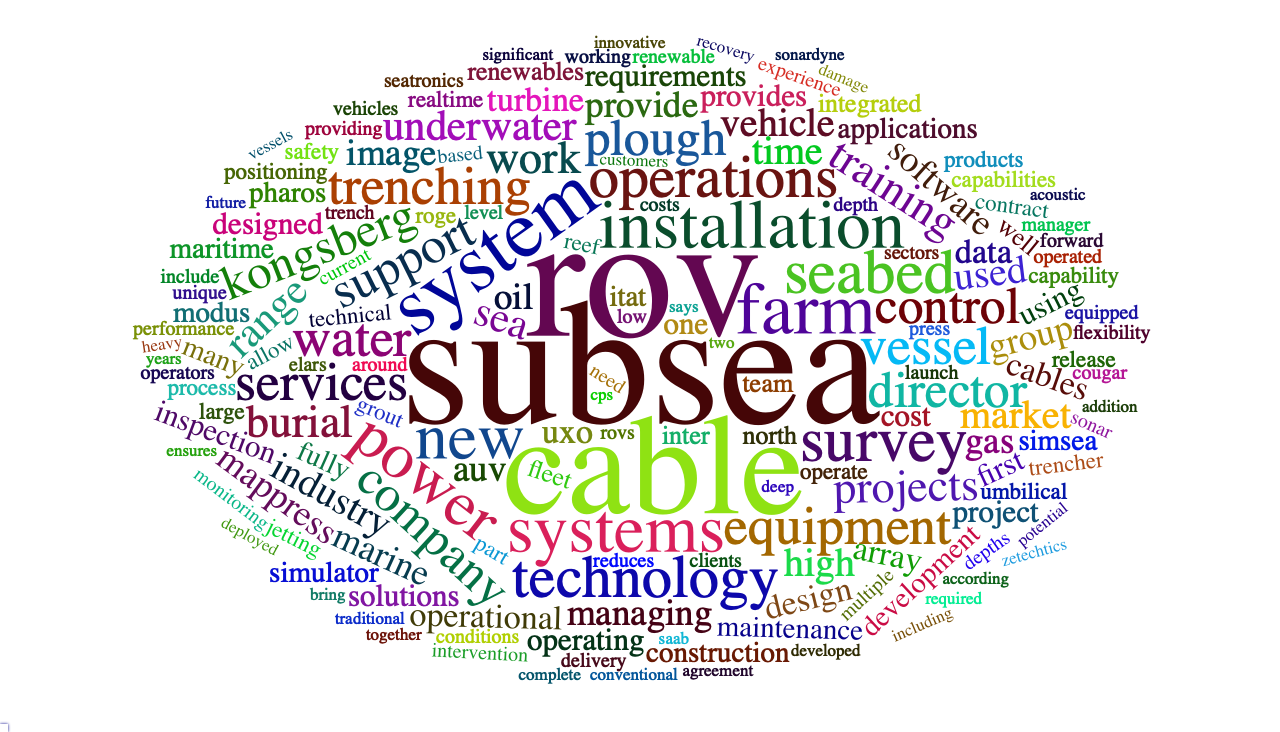 innovative
recovery
sonardyne
significant
working
renewable
experience
damage
seatronics
renewables
requirements
vehicles
realtime
turbine
provide
provides
integrated
vessels
providing
underwater
plough
vehicle
applications
safety
image
based
work
customers
time
training
software
products
positioning
pharos
trenching
operations
capabilities
future
trench
roge
level
costs
depth
contract
acoustic
designed
kongsberg
support
system
reef
installation
well
manager
maritime
current
sectors
data
forward
operated
include
unique
range
oil
rov
itat
says
seabed
used
capability
modus
technical
sea
low
one
farm
control
using
equipped
performance
heavy
many
allow
water
subsea
two
press
vessel
group
flexibility
years
operators
elars
around
need
team
launch
cables
release
cougar
process
services
cps
director
large
grout
cost
market
addition
sonar
inspection
burial
power
new
uxo
rovs
cable
inter
north
survey
gas
simsea
ensures
fully
auv
fleet
operate
first
trencher
mappress
industry
company
deep
projects
umbilical
monitoring
jetting
systems
equipment
project
potential
deployed
marine
part
reduces
clients
high
array
development
depths
zetechtics
simulator
technology
according
bring
solutions
design
multiple
required
traditional
operational
managing
maintenance
including
together
conditions
operating
saab
construction
developed
intervention
delivery
complete
conventional
agreement